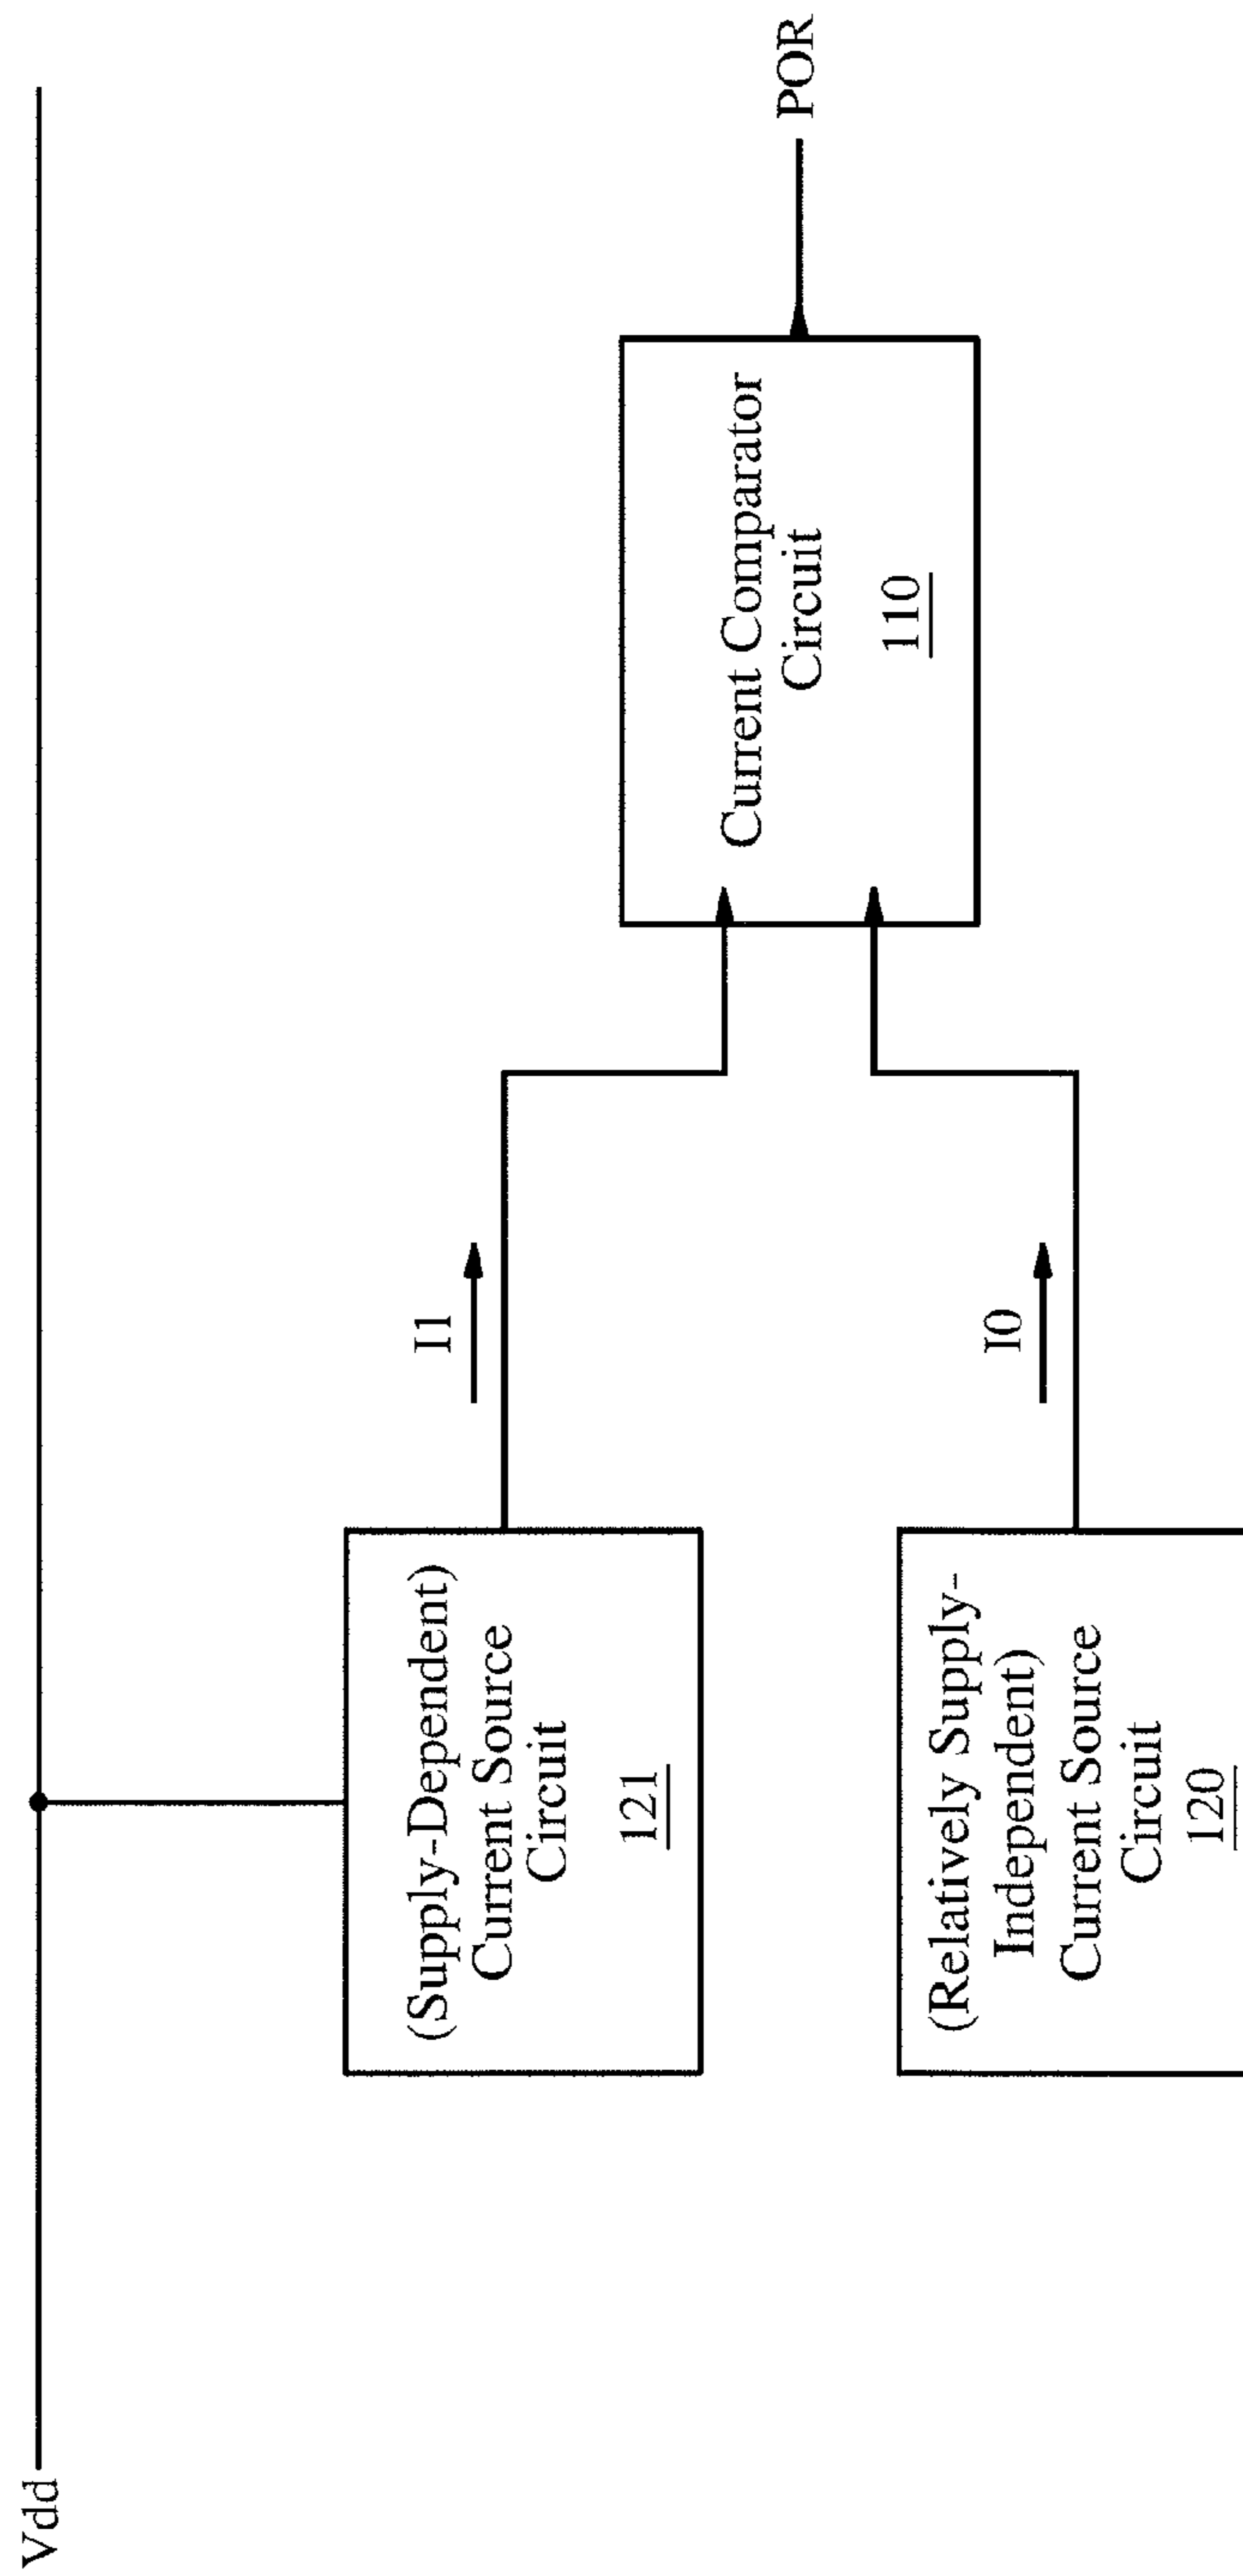 Vdd
(Supply-Dependent)
Current Source
Circuit
121
I1
(Relatively Supply-
Independent)
Current Source
Circuit
120
I0
Current Comparator
Circuit
110
POR